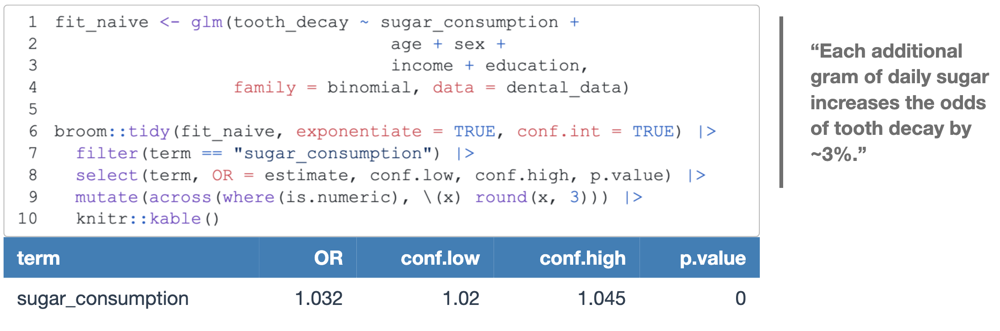 1 fit_naive <- glm(tooth_decay ~ sugar_consumption +
2 age + sex +
3 income + education,
4 family = binomial, data = dental_data)
5
6 broom::tidy(fit_naive, exponentiate = TRUE, conf.int = TRUE) |>
7 filter(term == "sugar_consumption") |>
8 select(term, OR = estimate, conf.low, conf.high, p.value) |>
9 mutate(across(where(is.numeric), \(x) round(x, 3))) |>
10 knitr::kable()
term OR conf.low conf.high p.value
sugar_consumption 1.032 1.02 1.045 0
“Each additional
gram of daily sugar
increases the odds
of tooth decay by
~3%.”